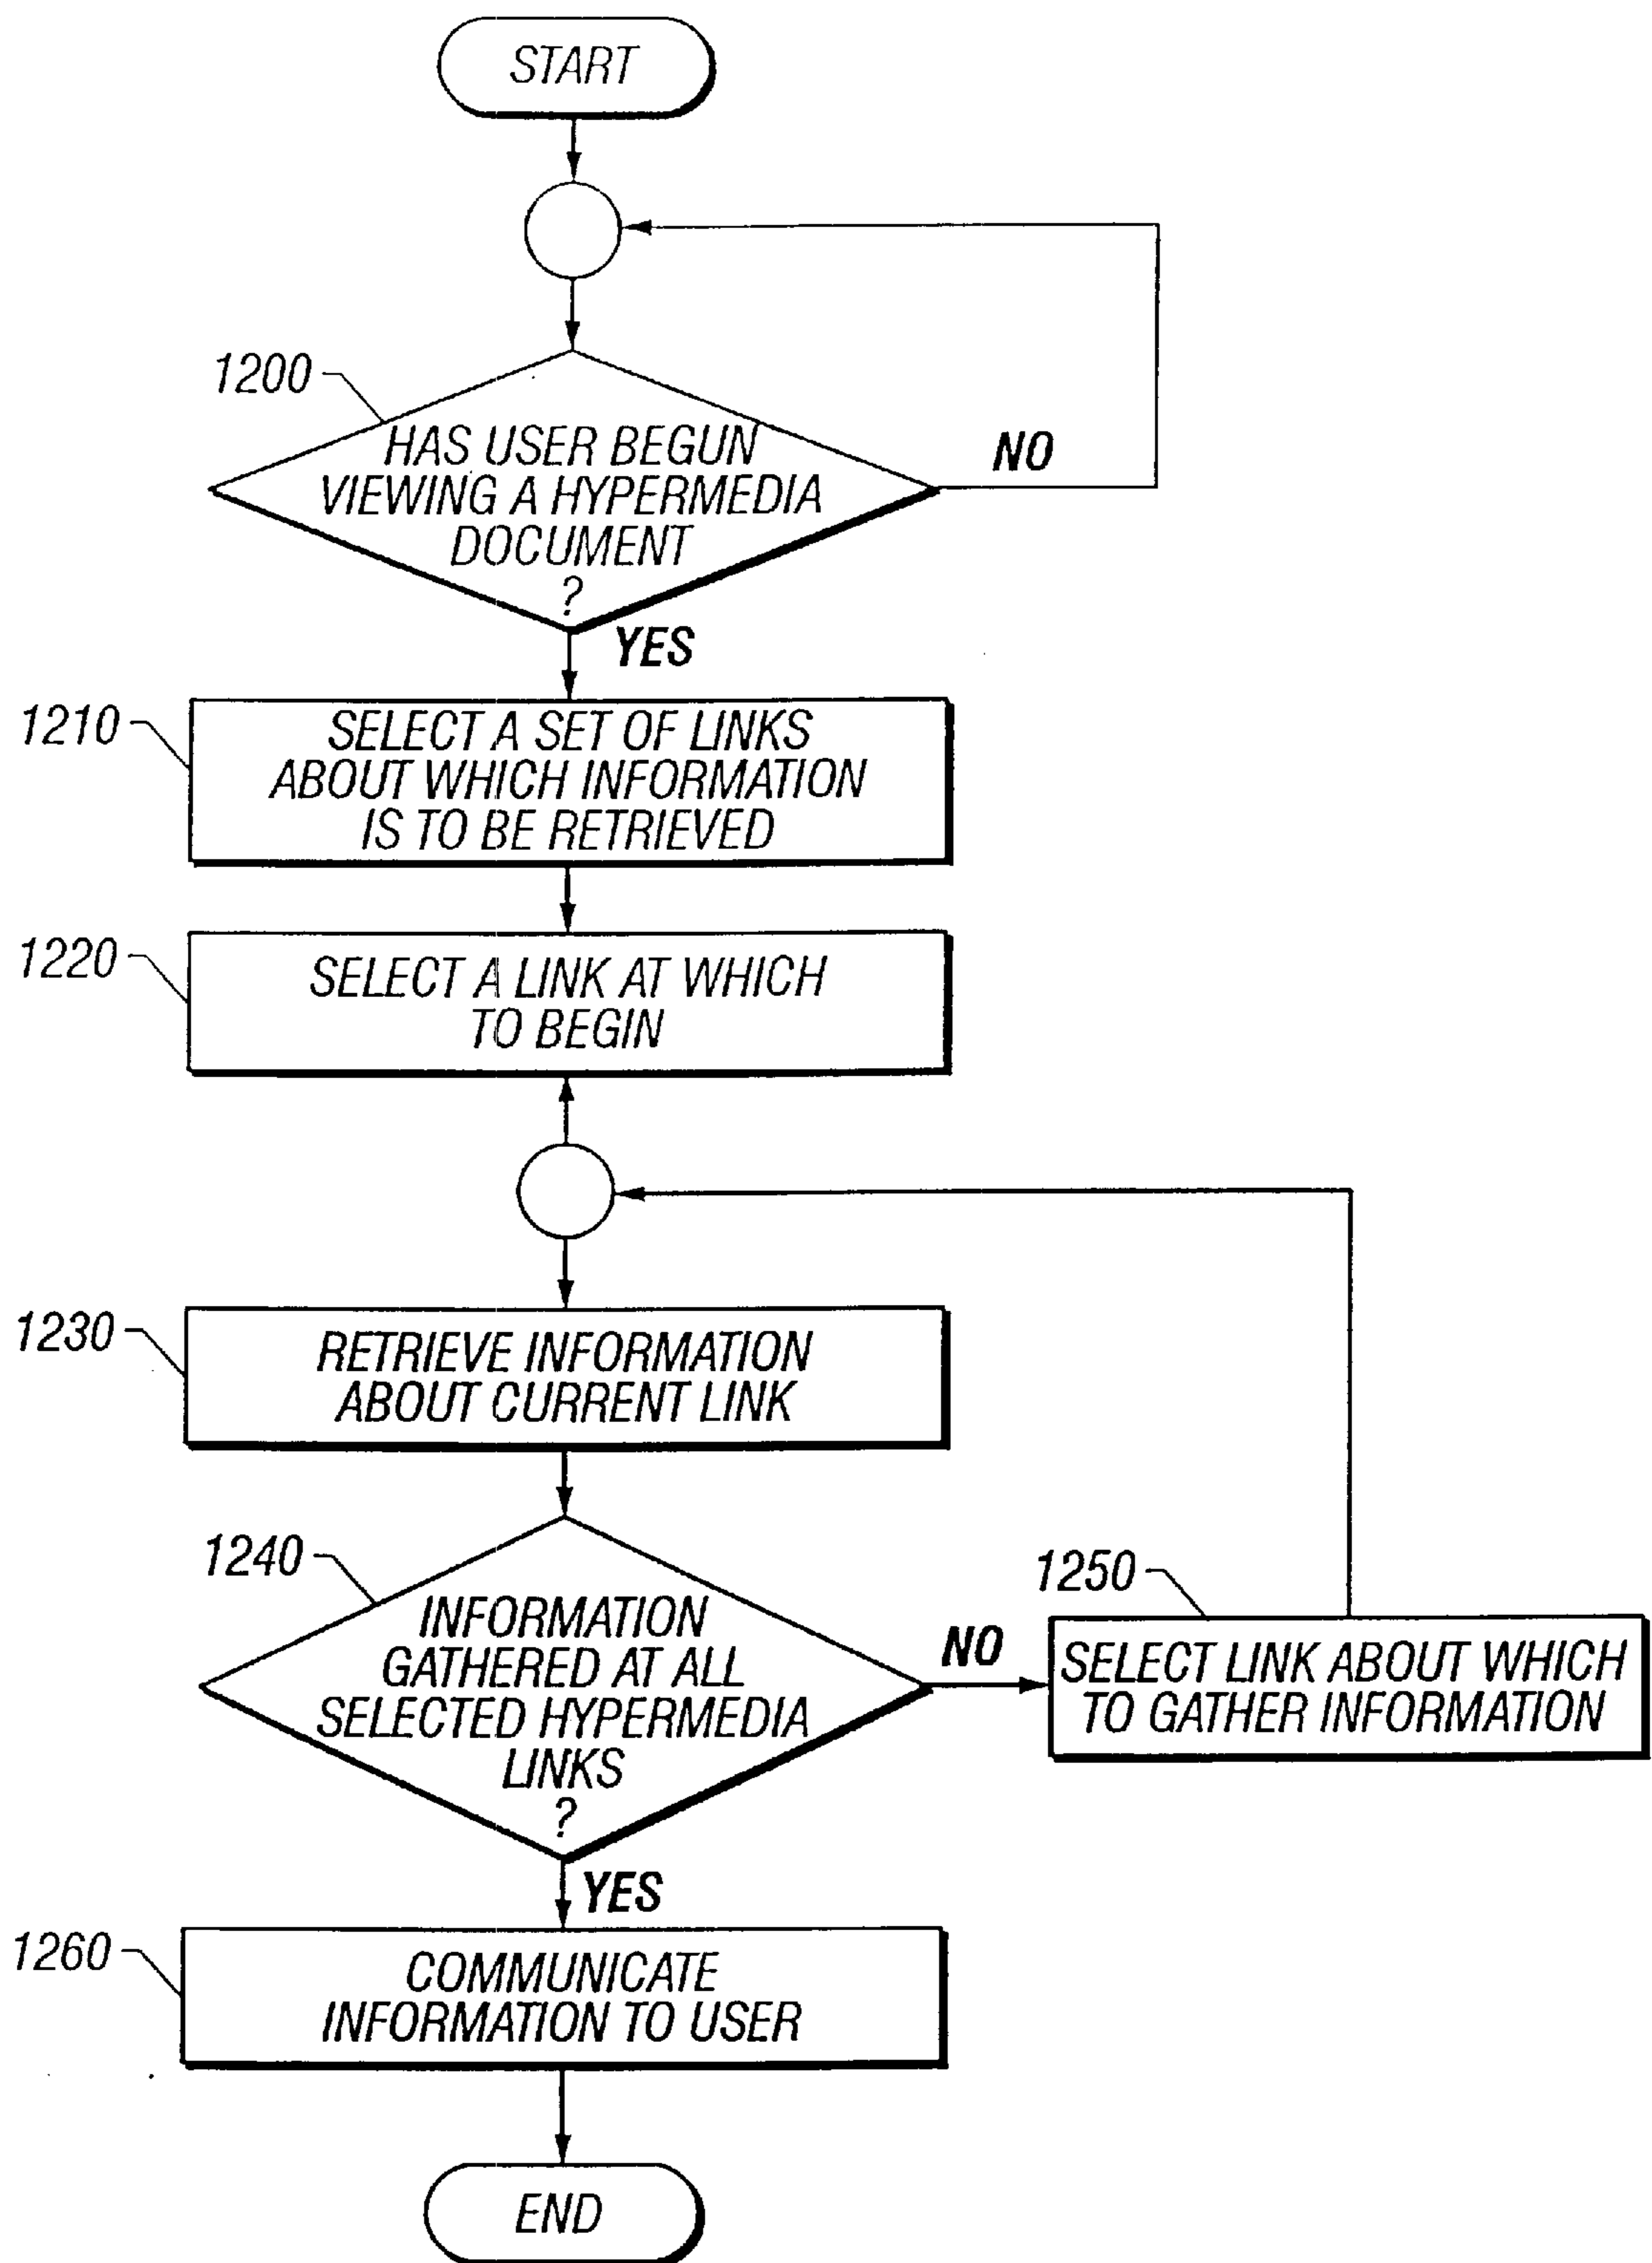 START
1200
HAS USER BEGUN
VIEWING A HYPERMEDIA
DOCUMENT
?
NO
YES
1210
SELECT A SET OF LINKS
ABOUT WHICH INFORMATION
IS TO BE RETRIEVED
1220
SELECT A LINK AT WHICH
TO BEGIN
1230
RETRIEVE INFORMATION
ABOUT CURRENT LINK
1240
INFORMATION
GATHERED AT ALL
SELECTED HYPERMEDIA
LINKS
?
NO
1250
SELECT LINK ABOUT WHICH
TO GATHER INFORMATION
YES
1260
COMMUNICATE
INFORMATION TO USER
END